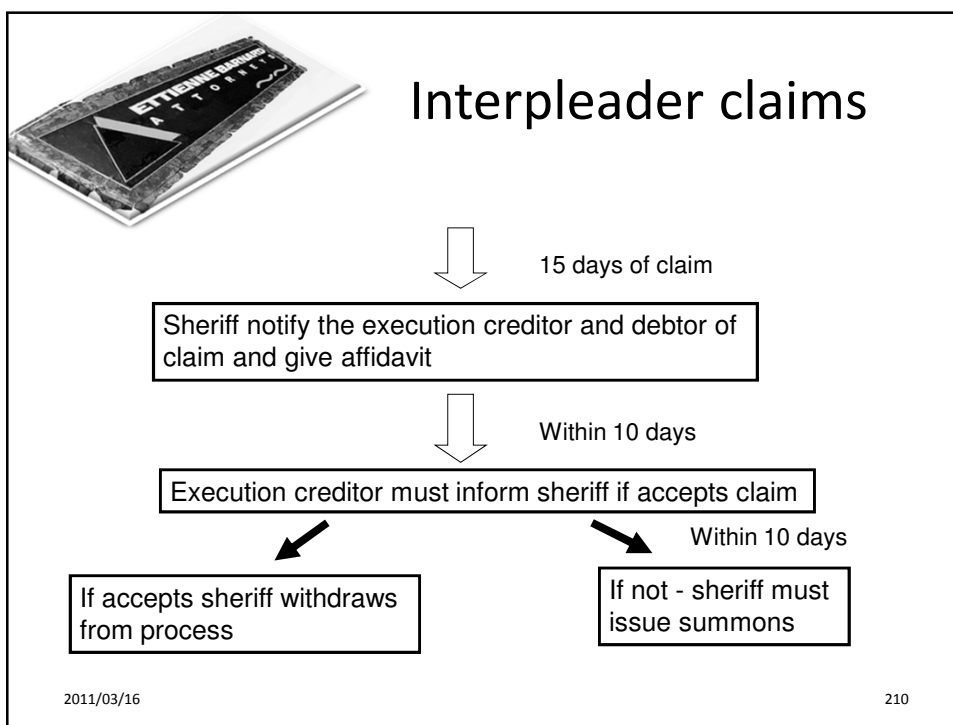 ETTIENNE BARNARD
ATTORNEYS
Interpleader claims
15 days of claim
Sheriff notify the execution creditor and debtor of
claim and give affidavit
Within 10 days
Execution creditor must inform sheriff if accepts claim
Within 10 days
If accepts sheriff withdraws
from process
If not - sheriff must
issue summons
2011/03/16
210